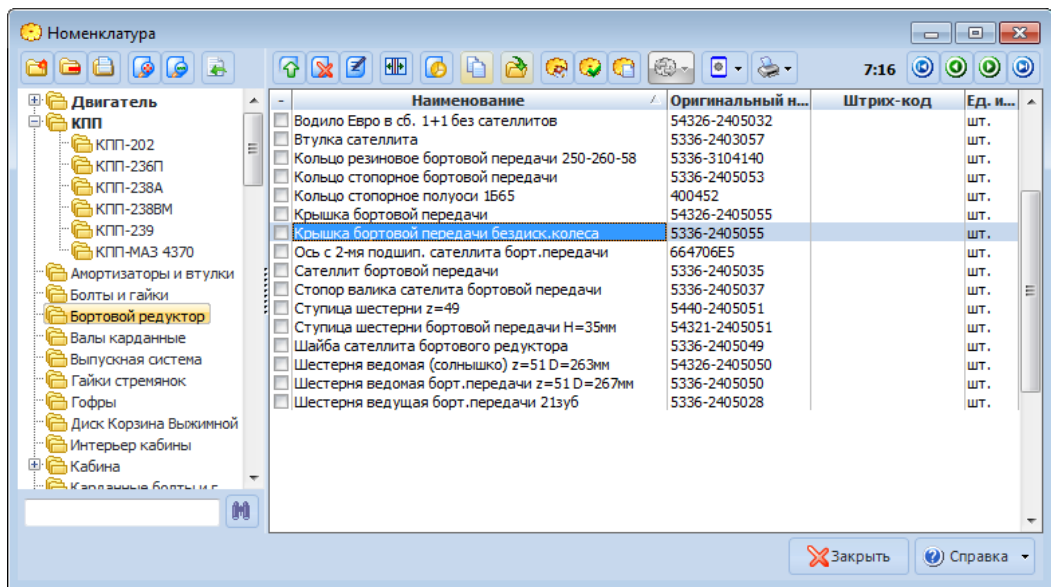 Номенклатура
7:16
Двигатель
КПП
КПП-202
КПП-236П
КПП-238А
КПП-238ВМ
КПП-239
КПП-МАЗ 4370
Амортизаторы и втулки
Болты и гайки
Бортовой редуктор
Валы карданные
Выпускная система
Гайки стремянок
Гофры
Диск Корзина Выжимной
Интерьер кабины
Кабина
Карданные болты и г
- Наименование Оригинальный н... Штрих-код Ед. и...
Водило Евро в сб. 1+1 без сателлитов 54326-2405032 шт.
Втулка сателлита 5336-2403057 шт.
Кольцо резиновое бортовой передачи 250-260-58 5336-3104140 шт.
Кольцо стопорное бортовой передачи 5336-2405053 шт.
Кольцо стопорное полуоси 1Б65 400452 шт.
Крышка бортовой передачи 54326-2405055 шт.
Крышка бортовой передачи бездиск.колеса 5336-2405055 шт.
Ось с 2-мя подшип. сателлита борт.передачи 664706Е5 шт.
Сателлит бортовой передачи 5336-2405035 шт.
Стопор валика сателита бортовой передачи 5336-2405037 шт.
Ступица шестерни z=49 5440-2405051 шт.
Ступица шестерни бортовой передачи Н=35мм 54321-2405051 шт.
Шайба сателлита бортового редуктора 5336-2405049 шт.
Шестерня ведомая (солнышко) z=51 D=263мм 54326-2405050 шт.
Шестерня ведомая борт.передачи z=51 D=267мм 5336-2405050 шт.
Шестерня ведущая борт.передачи 21зуб 5336-2405028 шт.
Закрыть
Справка